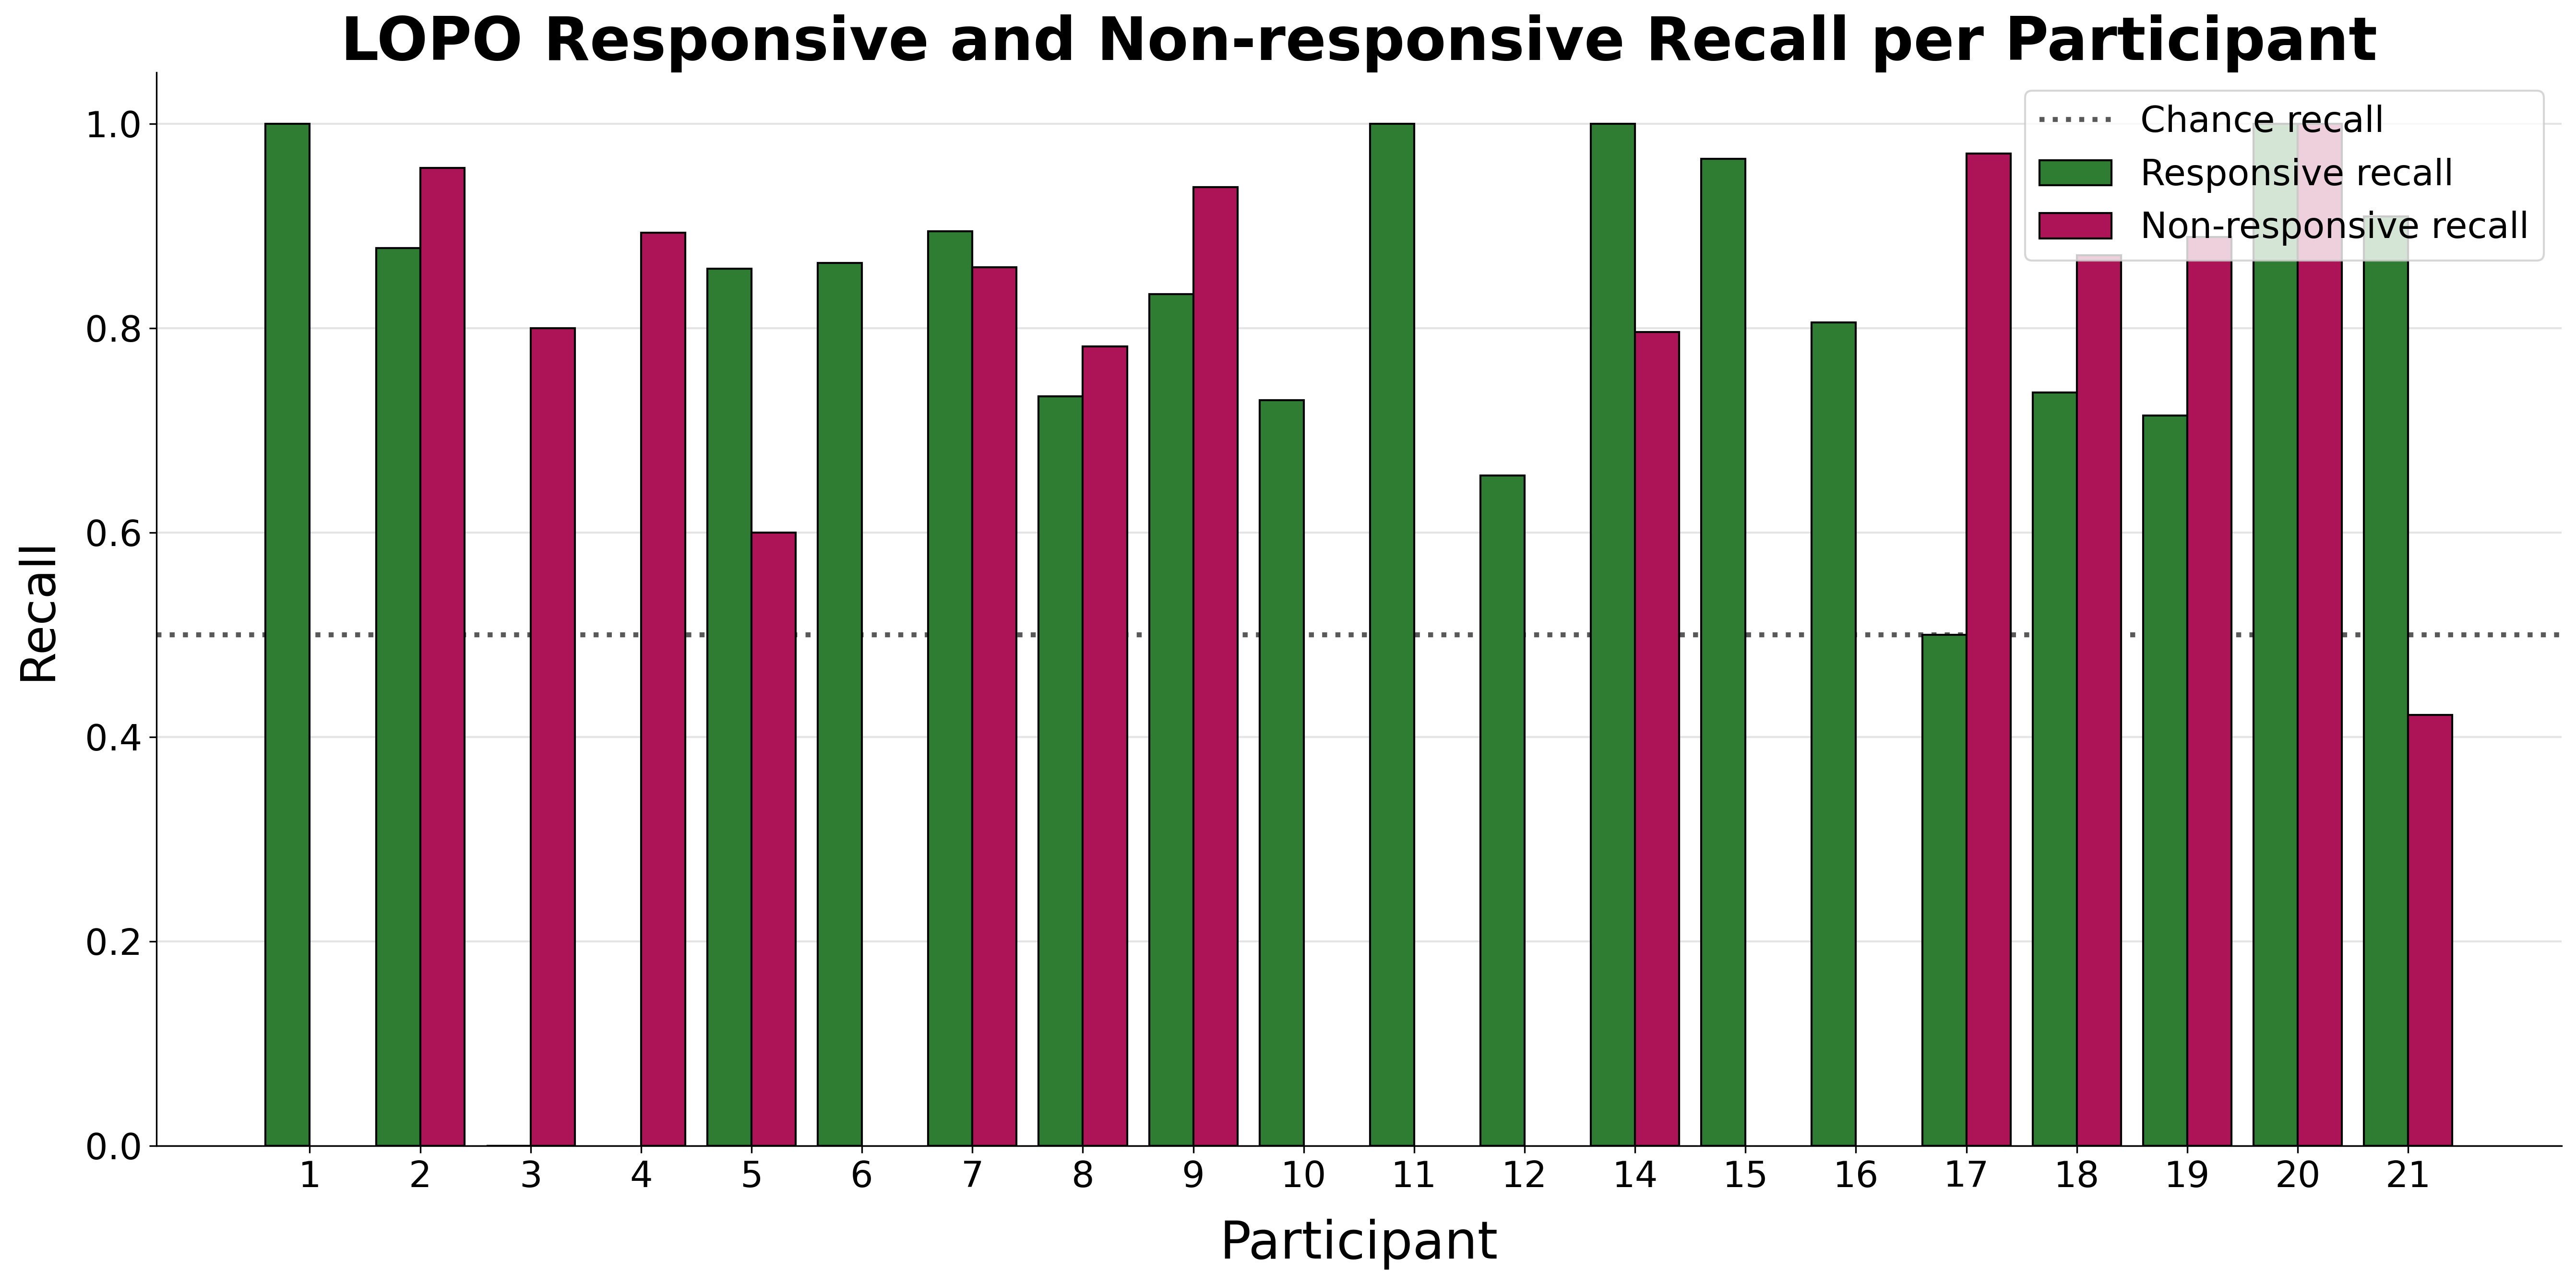 LOPO Responsive and Non-responsive Recall per Participant
Chance recall
Responsive recall
Non-responsive recall
1.0
0.8
0.6
0.4
0.2
0.0
Recall
1 2 3 4 5 6 7 8 9 10 11 12 14 15 16 17 18 19 20 21
Participant